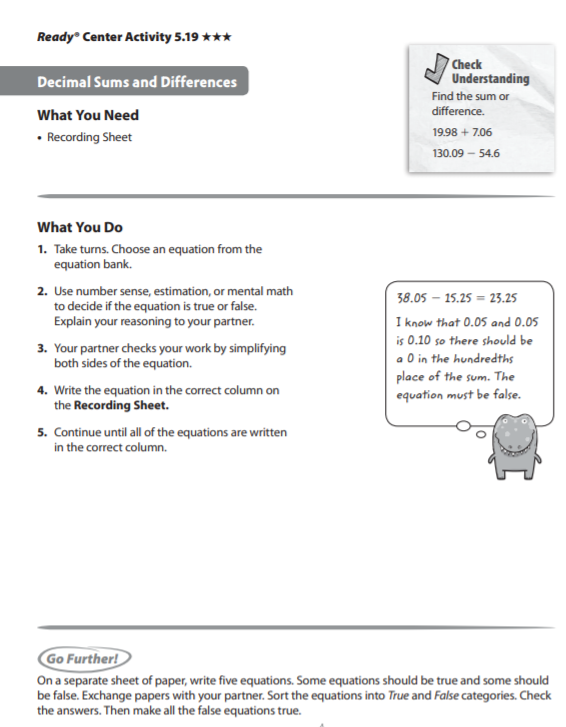 Ready® Center Activity 5.19 ★★★
Decimal Sums and Differences
What You Need
• Recording Sheet
Check
Understanding
Find the sum or
difference.
19.98 + 7.06
130.09 − 54.6
What You Do
1. Take turns. Choose an equation from the
equation bank.
2. Use number sense, estimation, or mental math
to decide if the equation is true or false.
Explain your reasoning to your partner.
3. Your partner checks your work by simplifying
both sides of the equation.
4. Write the equation in the correct column on
the Recording Sheet.
5. Continue until all of the equations are written
in the correct column.
38.05 − 15.25 = 23.25
I know that 0.05 and 0.05
is 0.10 so there should be
a 0 in the hundredths
place of the sum. The
equation must be false.
Go Further!
On a separate sheet of paper, write five equations. Some equations should be true and some should
be false. Exchange papers with your partner. Sort the equations into True and False categories. Check
the answers. Then make all the false equations true.